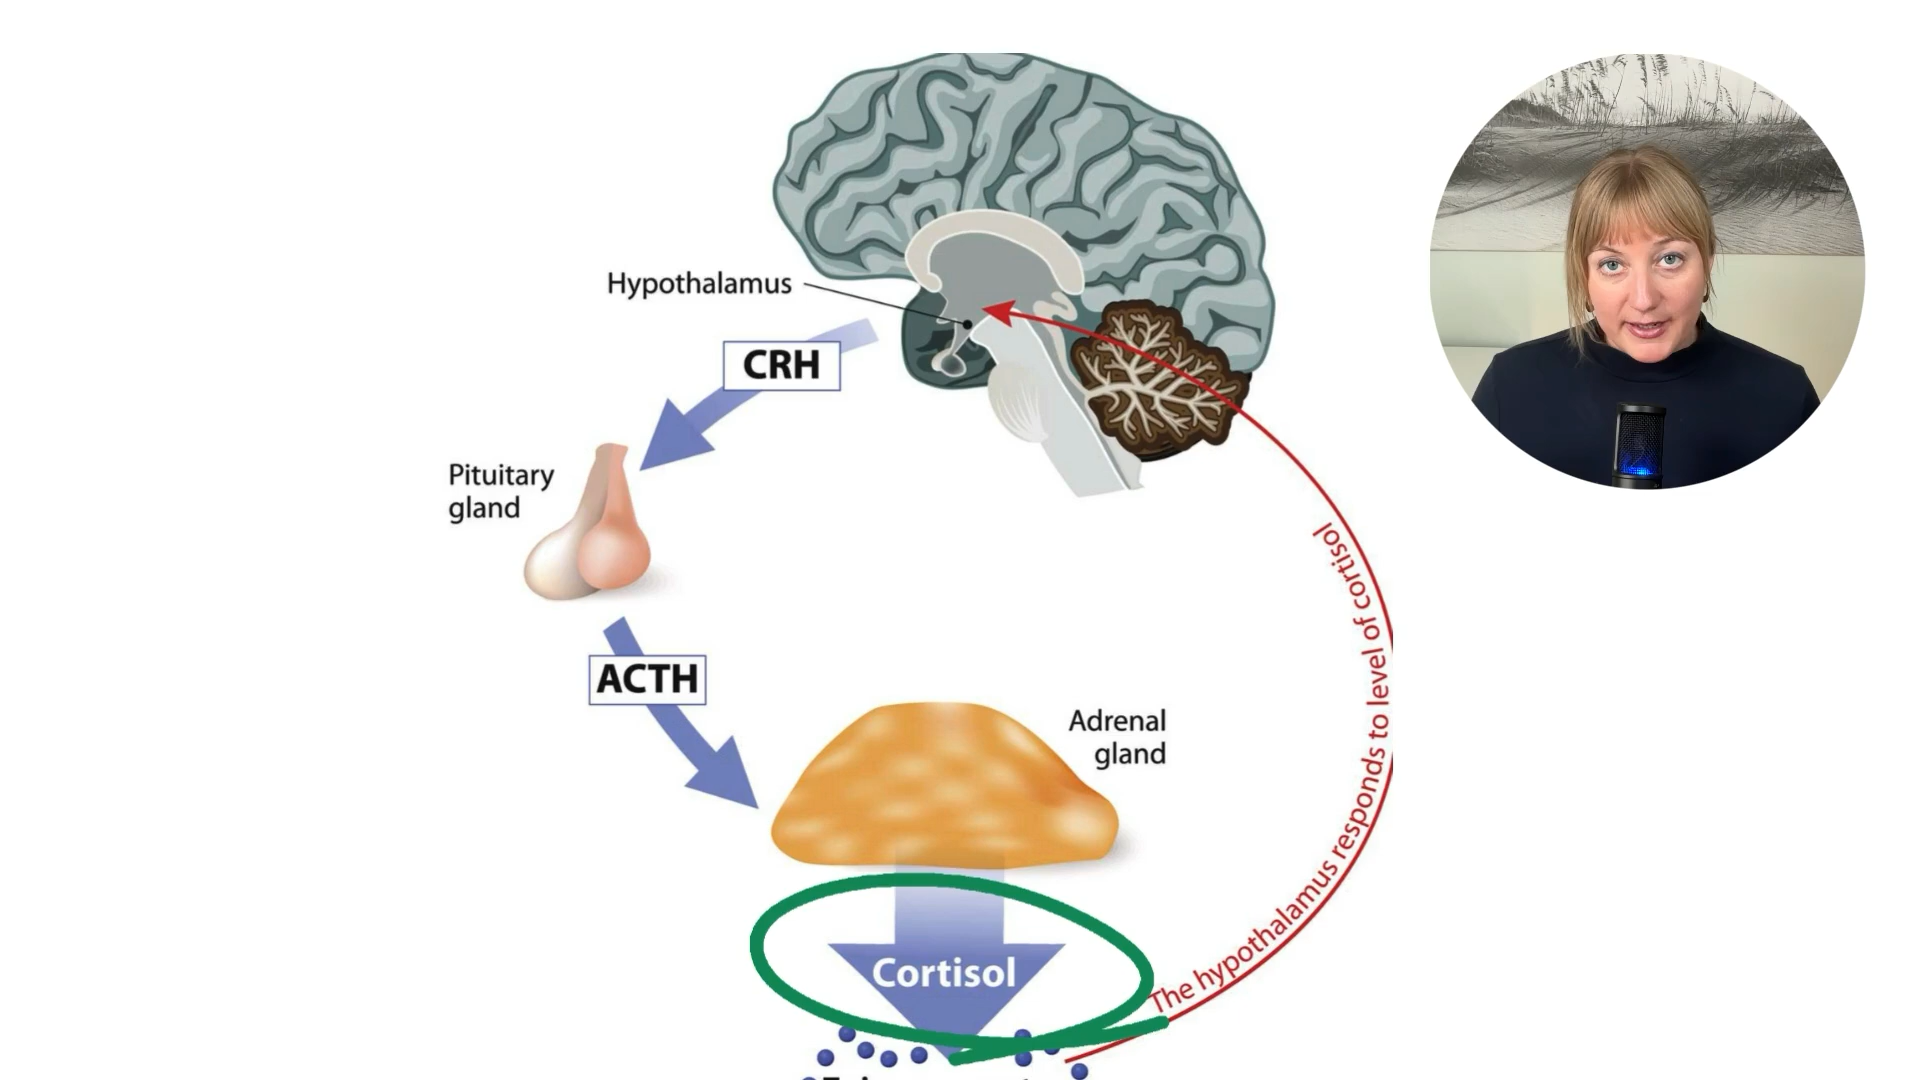 Hypothalamus
CRH
Pituitary
gland
ACTH
Adrenal
gland
Cortisol
The hypothalamus responds to level of cortisol